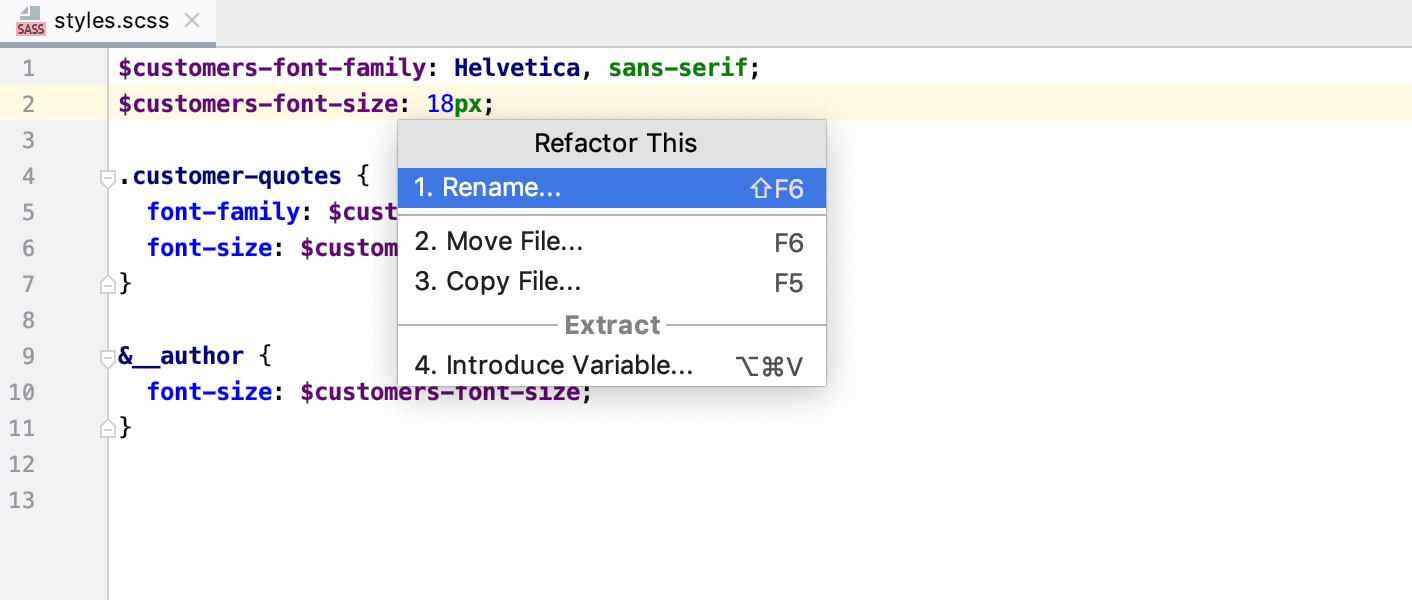 SASS styles.scss
1 $customers-font-family: Helvetica, sans-serif;
2 $customers-font-size: 18px;
Refactor This
3
4 .customer-quotes {
1. Rename... ⇧F6
5 font-family: $cust
6 font-size: $custom
2. Move File... F6
7 }
3. Copy File... F5
8
Extract
9 &__author {
4. Introduce Variable... ⌥⌘V
10 font-size: $customers-font-size;
11 }
12
13